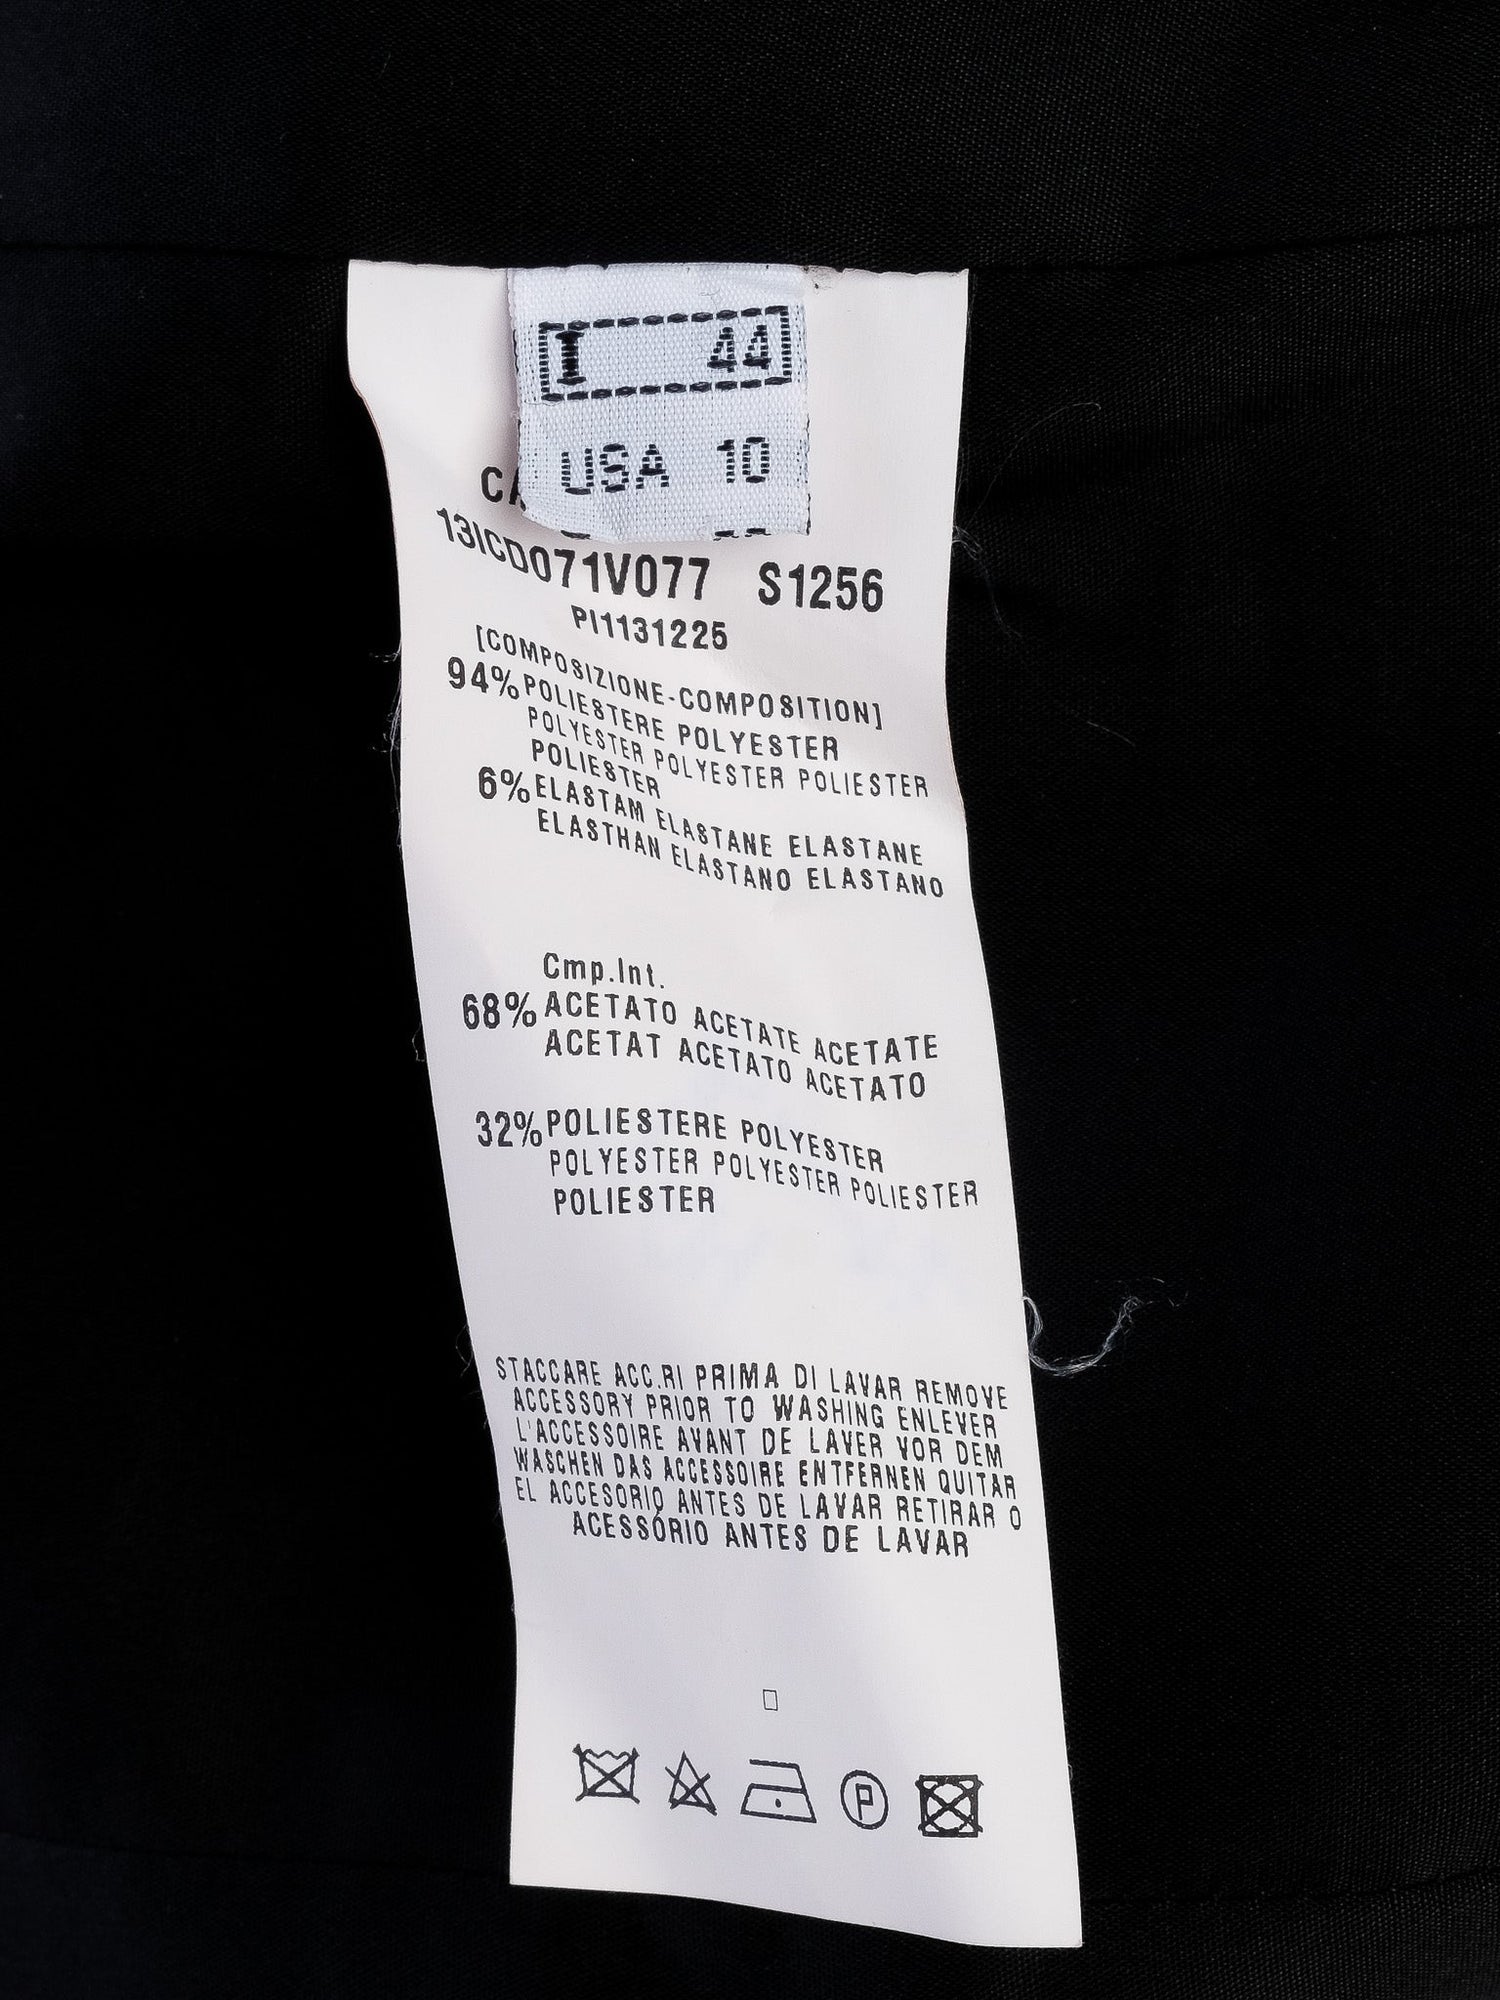 I 44
USA 10
13ICD071V077 S1256
PI1131225
[COMPOSIZIONE-COMPOSITION]
94% POLIESTERE POLYESTER
POLYESTER POLYESTER POLIESTER
POLIESTER
6% ELASTAM ELASTANE ELASTANE
ELASTHAN ELASTANO ELASTANO
Cmp.Int.
68% ACETATO ACETATE ACETATE
ACETAT ACETATO ACETATO
32% POLIESTERE POLYESTER
POLYESTER POLYESTER POLIESTER
POLIESTER
STACCARE ACC.RI PRIMA DI LAVAR REMOVE
ACCESSORY PRIOR TO WASHING ENLEVER
L'ACCESSOIRE AVANT DE LAVER VOR DEM
WASCHEN DAS ACCESSOIRE ENTFERNEN QUITAR
EL ACCESORIO ANTES DE LAVAR RETIRAR O
ACESSÓRIO ANTES DE LAVAR
P